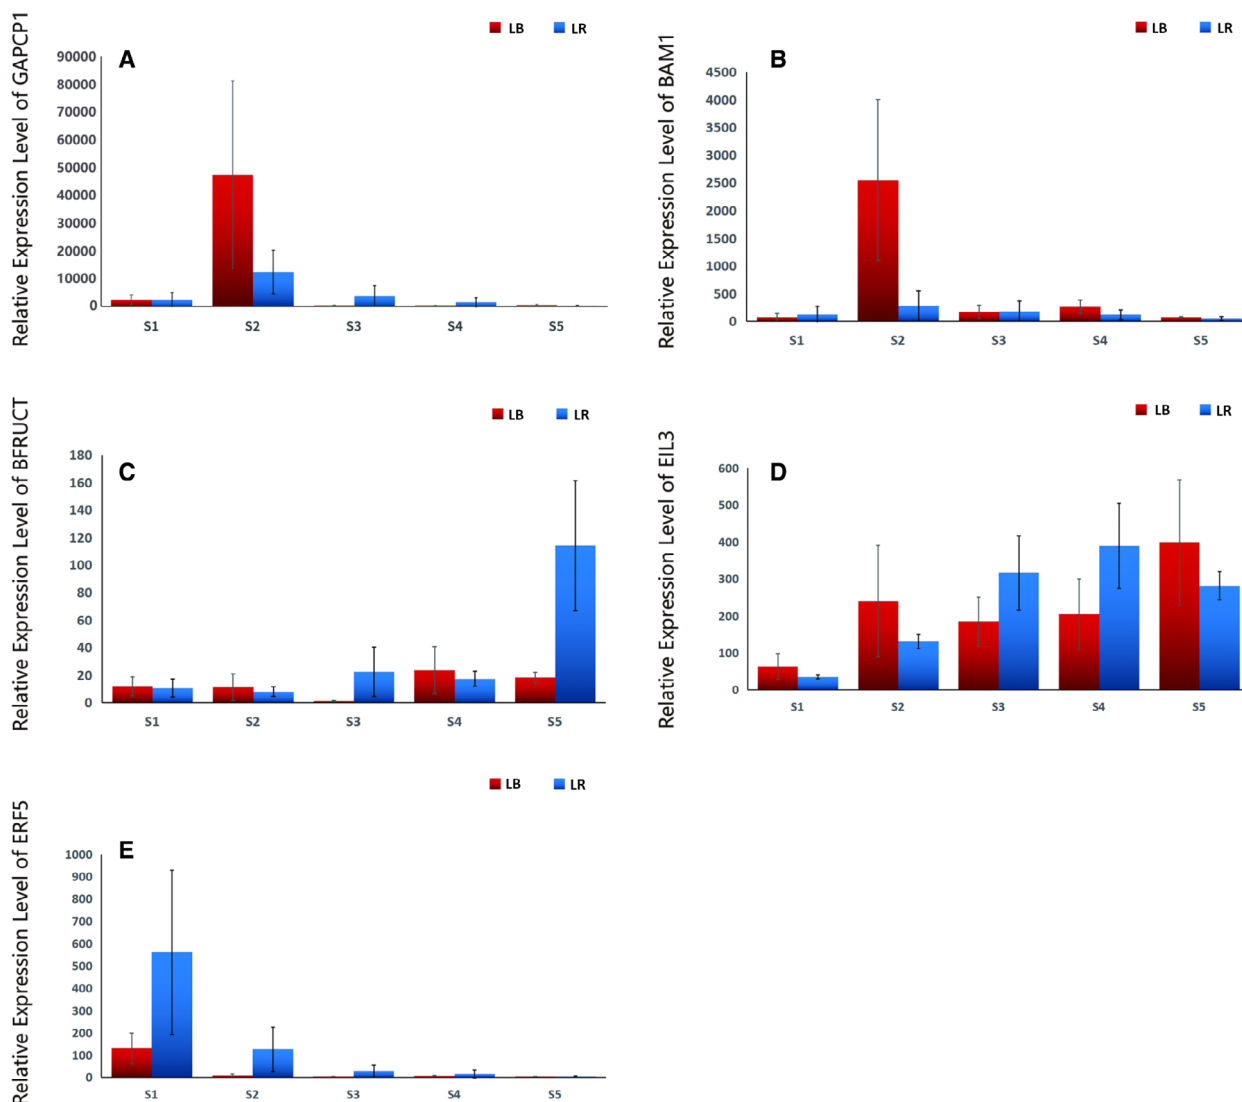 Relative Expression Level of GAPCP1
LB LR
A
90000
80000
70000
60000
50000
40000
30000
20000
10000
0
S1 S2 S3 S4 S5
Relative Expression Level of BAM1
LB LR
B
4500
4000
3500
3000
2500
2000
1500
1000
500
0
S1 S2 S3 S4 S5
Relative Expression Level of BFRUCT
LB LR
C
180
160
140
120
100
80
60
40
20
0
S1 S2 S3 S4 S5
Relative Expression Level of EIL3
LB LR
D
600
500
400
300
200
100
0
S1 S2 S3 S4 S5
Relative Expression Level of ERF5
LB LR
E
1000
900
800
700
600
500
400
300
200
100
0
S1 S2 S3 S4 S5